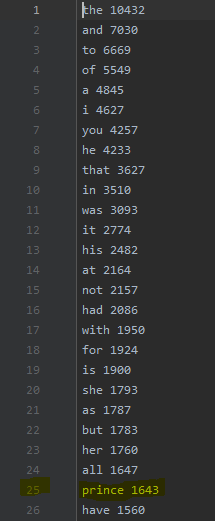 1 the 10432
2 and 7030
3 to 6669
4 of 5549
5 a 4845
6 i 4627
7 you 4257
8 he 4233
9 that 3627
10 in 3510
11 was 3093
12 it 2774
13 his 2482
14 at 2164
15 not 2157
16 had 2086
17 with 1950
18 for 1924
19 is 1900
20 she 1793
21 as 1787
22 but 1783
23 her 1760
24 all 1647
25 prince 1643
26 have 1560